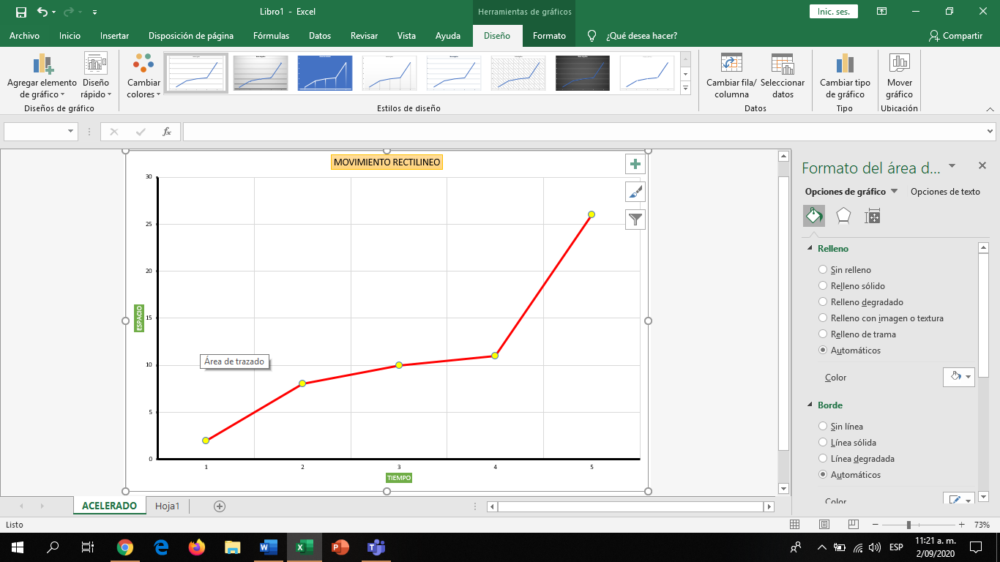 Libro1 - Excel
Herramientas de gráficos
Inic. ses.
Archivo
Inicio
Insertar
Disposición de página
Fórmulas
Datos
Revisar
Vista
Ayuda
Diseño
Formato
¿Qué desea hacer?
Compartir
Agregar elemento
de gráfico
Diseño
rápido
Cambiar
colores
Cambiar fila/
columna
Seleccionar
datos
Cambiar tipo
de gráfico
Mover
gráfico
Diseños de gráfico
Estilos de diseño
Datos
Tipo
Ubicación
fx
MOVIMIENTO RECTILINEO
30
25
20
15
10
5
0
ESPACIO
Área de trazado
1
2
3
4
5
TIEMPO
Formato del área d...
Opciones de gráfico
Opciones de texto
Relleno
Sin relleno
Relleno sólido
Relleno degradado
Relleno con imagen o textura
Relleno de trama
Automáticos
Color
Borde
Sin línea
Línea sólida
Línea degradada
Automáticos
Color
ACELERADO
Hoja1
Listo
73%
ESP
11:21 a. m.
2/09/2020